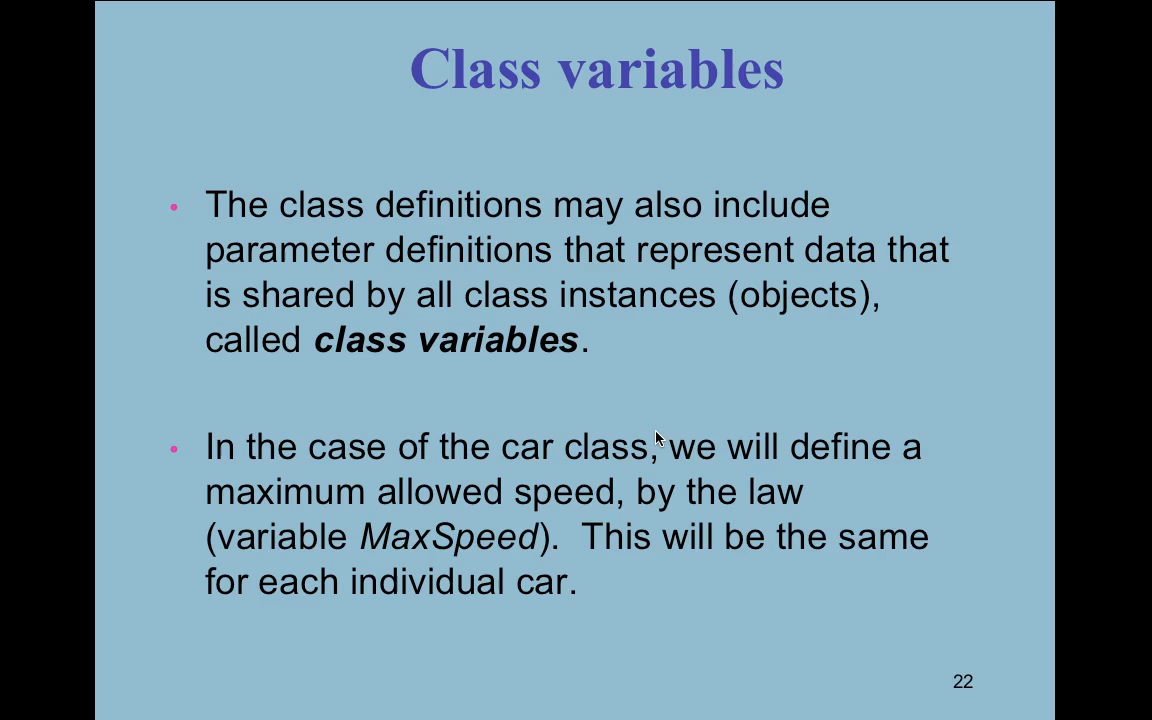 Class variables
• The class definitions may also include
parameter definitions that represent data that
is shared by all class instances (objects),
called class variables.
• In the case of the car class, we will define a
maximum allowed speed, by the law
(variable MaxSpeed).  This will be the same
for each individual car.
22